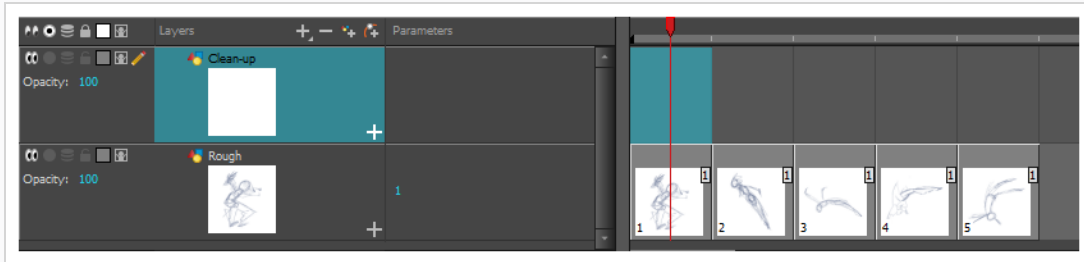 Layers Parameters
Clean-up
Opacity: 100
Rough
Opacity: 100
1
1 1 1 1 1
1 2 3 4 5